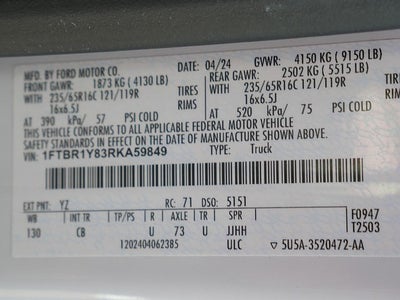 MFD. BY FORD MOTOR CO.
DATE: 04/24 GVWR: 4150 KG ( 9150 LB)
FRONT GAWR: 1873 KG ( 4130 LB) REAR GAWR: 2502 KG ( 5515 LB)
WITH 235/65R16C 121/119R TIRES WITH 235/65R16C 121/119R TIRES
16x6.5J RIMS 16x6.5J RIMS
AT 390 kPa/ 57 PSI COLD AT 520 kPa/ 75 PSI COLD
THIS VEHICLE CONFORMS TO ALL APPLICABLE FEDERAL MOTOR VEHICLE
SAFETY STANDARDS IN EFFECT ON THE DATE OF MANUFACTURE SHOWN ABOVE.
VIN: 1FTBR1Y83RKA59849 TYPE: Truck
EXT PNT: YZ RC: 71 DSO: 5151
WB INT TR TP/PS R AXLE TR SPR F0947
130 CB U 73 U JJHH T2503
1202404062385 ULC 5U5A-3520472-AA